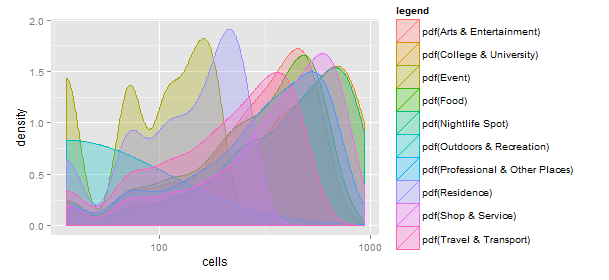 2.0
1.5
1.0
0.5
0.0
density
100
1000
cells
legend
pdf(Arts & Entertainment)
pdf(College & University)
pdf(Event)
pdf(Food)
pdf(Nightlife Spot)
pdf(Outdoors & Recreation)
pdf(Professional & Other Places)
pdf(Residence)
pdf(Shop & Service)
pdf(Travel & Transport)